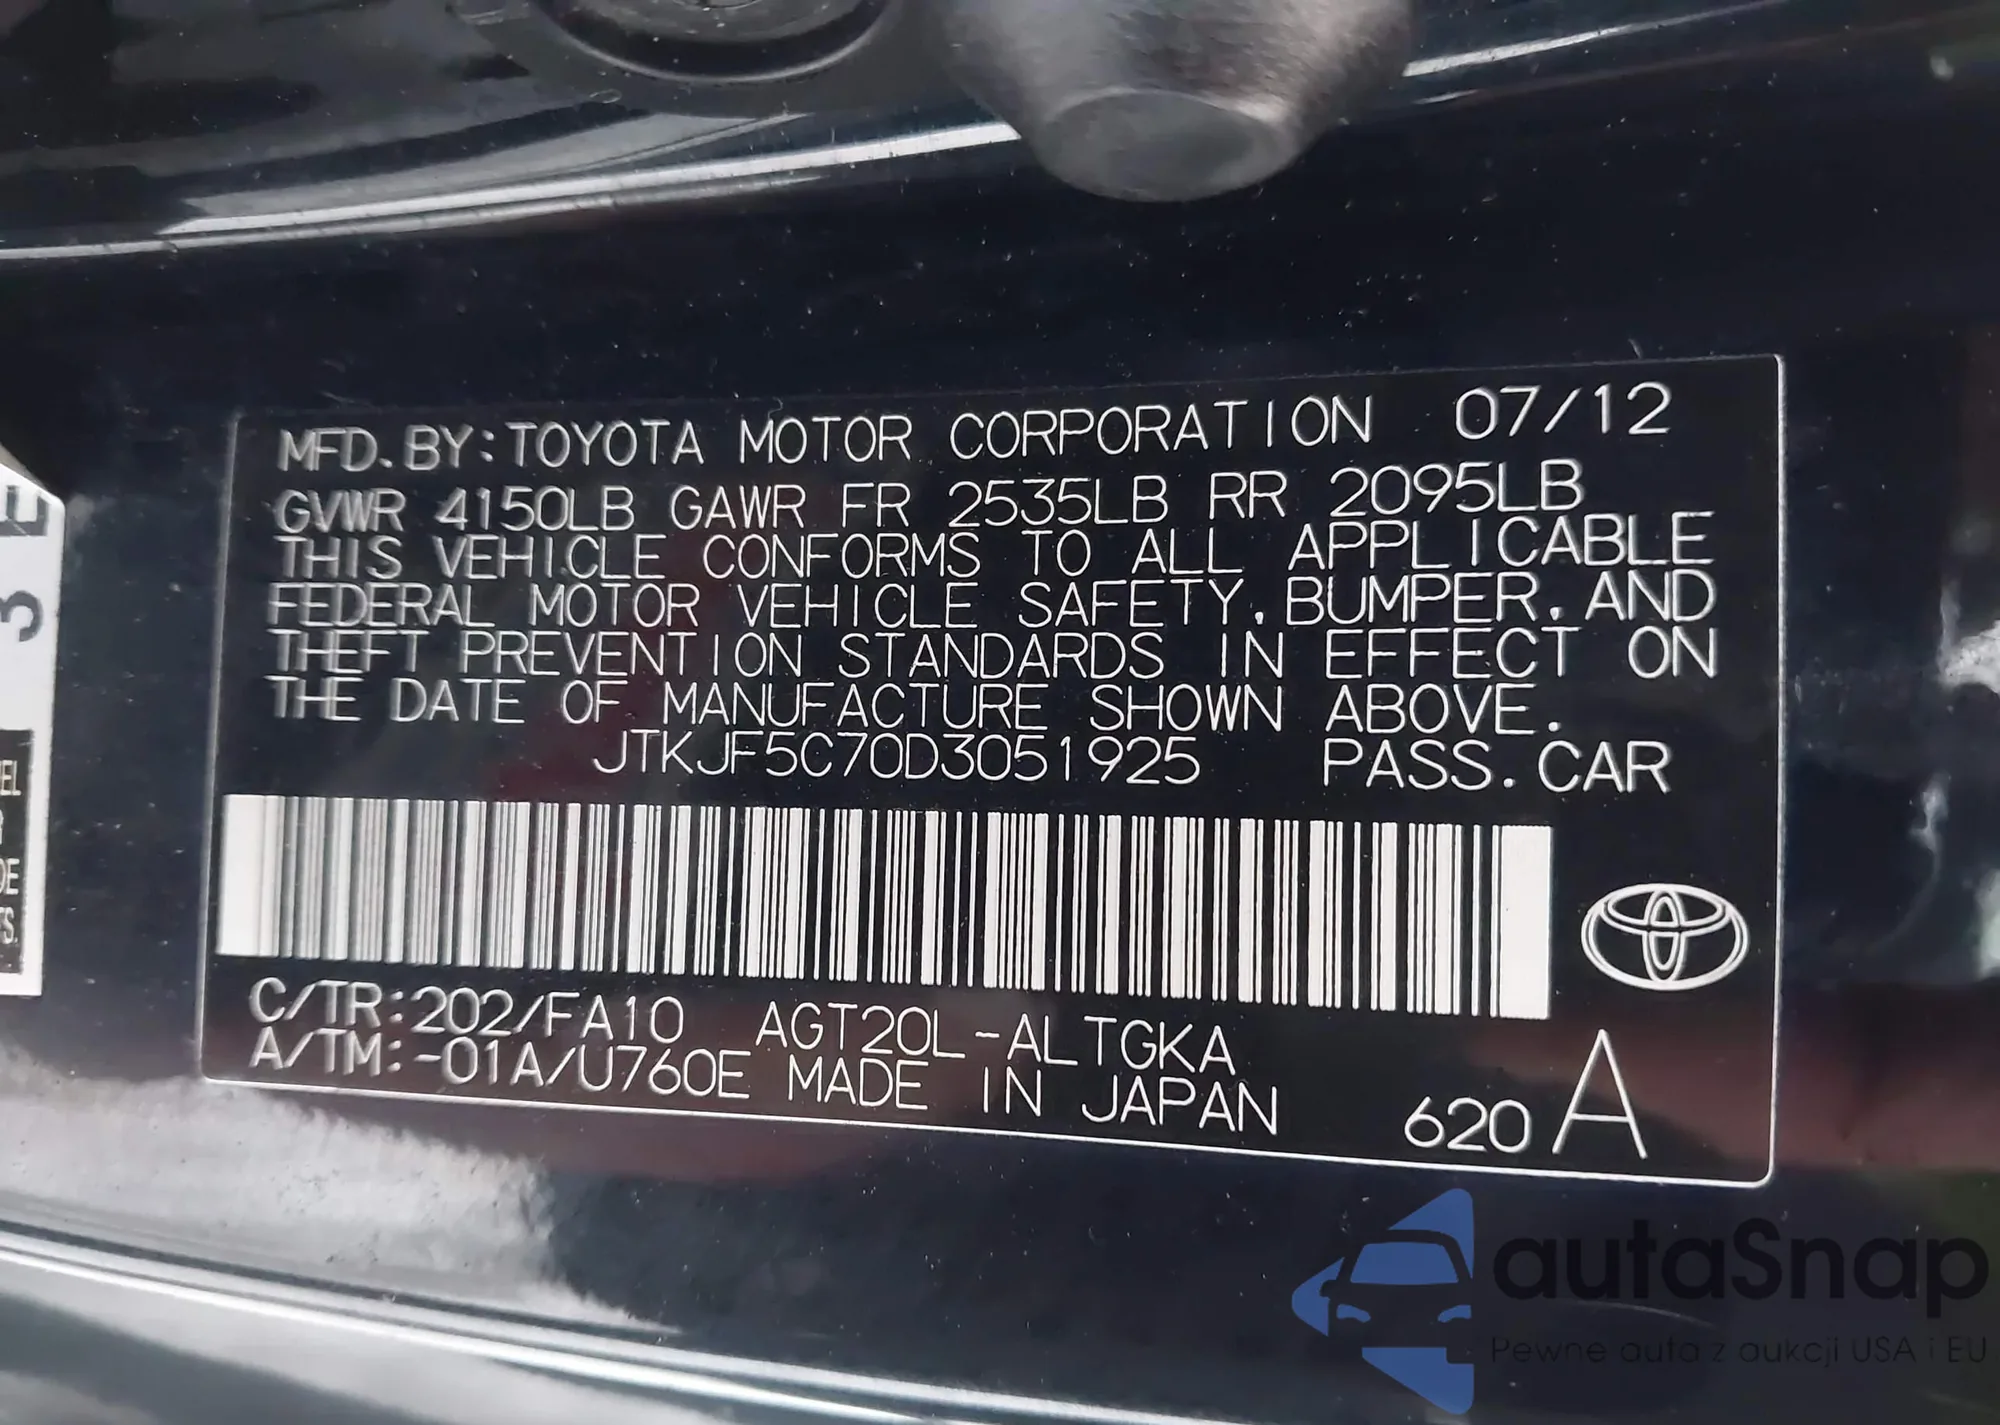 MFD. BY: TOYOTA MOTOR CORPORATION 07/12
GVWR 4150LB GAWR FR 2535LB RR 2095LB
THIS VEHICLE CONFORMS TO ALL APPLICABLE
FEDERAL MOTOR VEHICLE SAFETY, BUMPER, AND
THEFT PREVENTION STANDARDS IN EFFECT ON
THE DATE OF MANUFACTURE SHOWN ABOVE.
JTKJF5C70D3051925 PASS. CAR
C/TR: 202/FA10 AGT20L-ALTGKA
A/TM: -01A/U760E MADE IN JAPAN
620 A
3 E
autaSnap
Pewne auta z aukcji USA i EU